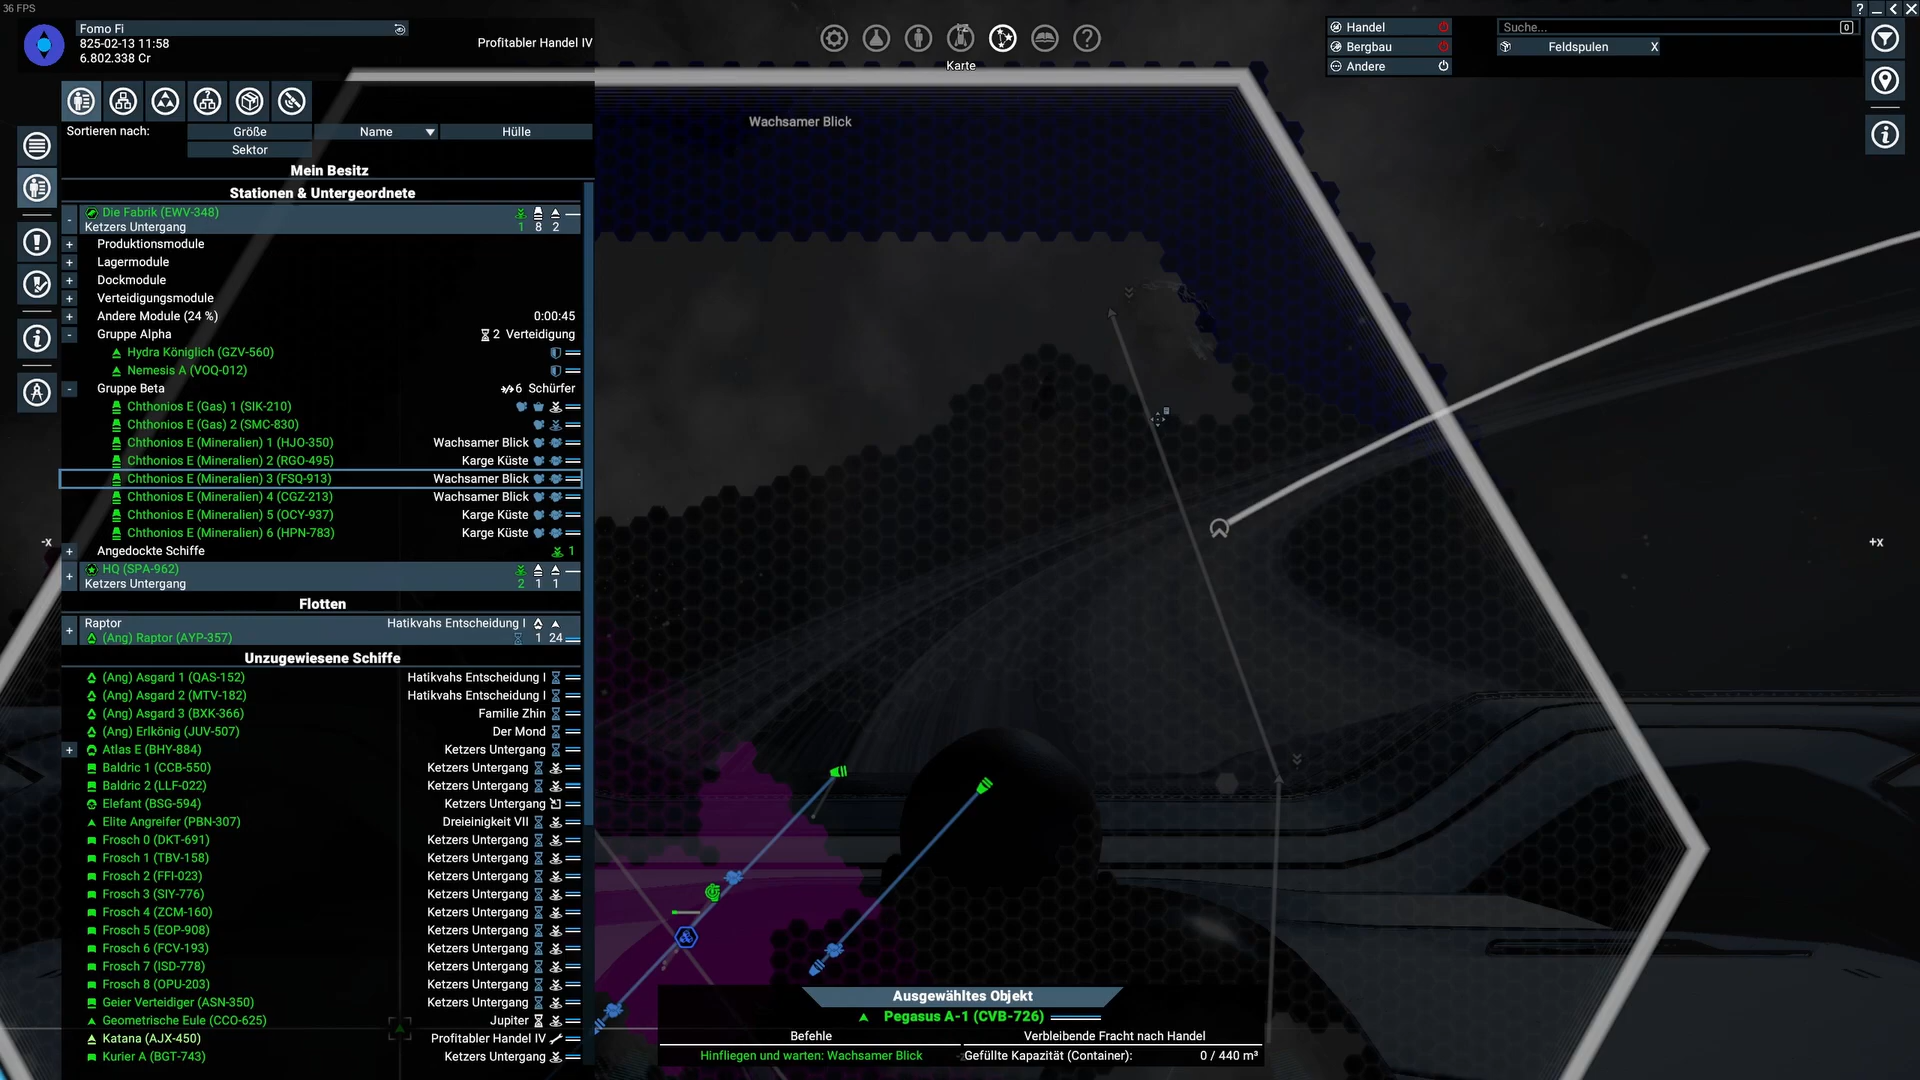 36 FPS
Fomo Fi
825-02-13 11:58
6.802.338 Cr
Profitabler Handel IV
Karte
Handel
Bergbau
Andere
Suche...
0
Feldspulen
X
Sortieren nach:
Größe
Name
Hülle
Sektor
Wachsamer Blick
Mein Besitz
Stationen & Untergeordnete
- Die Fabrik (EWV-348)
Ketzers Untergang 1 8 2
+ Produktionsmodule
+ Lagermodule
+ Dockmodule
+ Verteidigungsmodule
+ Andere Module (24 %) 0:00:45
- Gruppe Alpha 2 Verteidigung
Hydra Königlich (GZV-560)
Nemesis A (VOQ-012)
- Gruppe Beta 6 Schürfer
Chthonios E (Gas) 1 (SIK-210)
Chthonios E (Gas) 2 (SMC-830)
Chthonios E (Mineralien) 1 (HJO-350) Wachsamer Blick
Chthonios E (Mineralien) 2 (RGO-495) Karge Küste
Chthonios E (Mineralien) 3 (FSQ-913) Wachsamer Blick
Chthonios E (Mineralien) 4 (CGZ-213) Wachsamer Blick
Chthonios E (Mineralien) 5 (OCY-937) Karge Küste
Chthonios E (Mineralien) 6 (HPN-783) Karge Küste
+ Angedockte Schiffe 1
-x
+x
+ HQ (SPA-962)
Ketzers Untergang 2 1 1
Flotten
+ Raptor Hatikvahs Entscheidung I
(Ang) Raptor (AYP-357) 1 24
Unzugewiesene Schiffe
(Ang) Asgard 1 (QAS-152) Hatikvahs Entscheidung I
(Ang) Asgard 2 (MTV-182) Hatikvahs Entscheidung I
(Ang) Asgard 3 (BXK-366) Familie Zhin
(Ang) Erlkönig (JUV-507) Der Mond
+ Atlas E (BHY-884) Ketzers Untergang
Baldric 1 (CCB-550) Ketzers Untergang
Baldric 2 (LLF-022) Ketzers Untergang
Elefant (BSG-594) Ketzers Untergang
Elite Angreifer (PBN-307) Dreieinigkeit VII
Frosch 0 (DKT-691) Ketzers Untergang
Frosch 1 (TBV-158) Ketzers Untergang
Frosch 2 (FFI-023) Ketzers Untergang
Frosch 3 (SIY-776) Ketzers Untergang
Frosch 4 (ZCM-160) Ketzers Untergang
Frosch 5 (EOP-908) Ketzers Untergang
Frosch 6 (FCV-193) Ketzers Untergang
Frosch 7 (ISD-778) Ketzers Untergang
Frosch 8 (OPU-203) Ketzers Untergang
Geier Verteidiger (ASN-350) Ketzers Untergang
Geometrische Eule (CCO-625) Jupiter
Katana (AJX-450) Profitabler Handel IV
Kurier A (BGT-743) Ketzers Untergang
Ausgewähltes Objekt
Pegasus A-1 (CVB-726)
Befehle
Verbleibende Fracht nach Handel
Hinfliegen und warten: Wachsamer Blick
Gefüllte Kapazität (Container): 0 / 440 m³